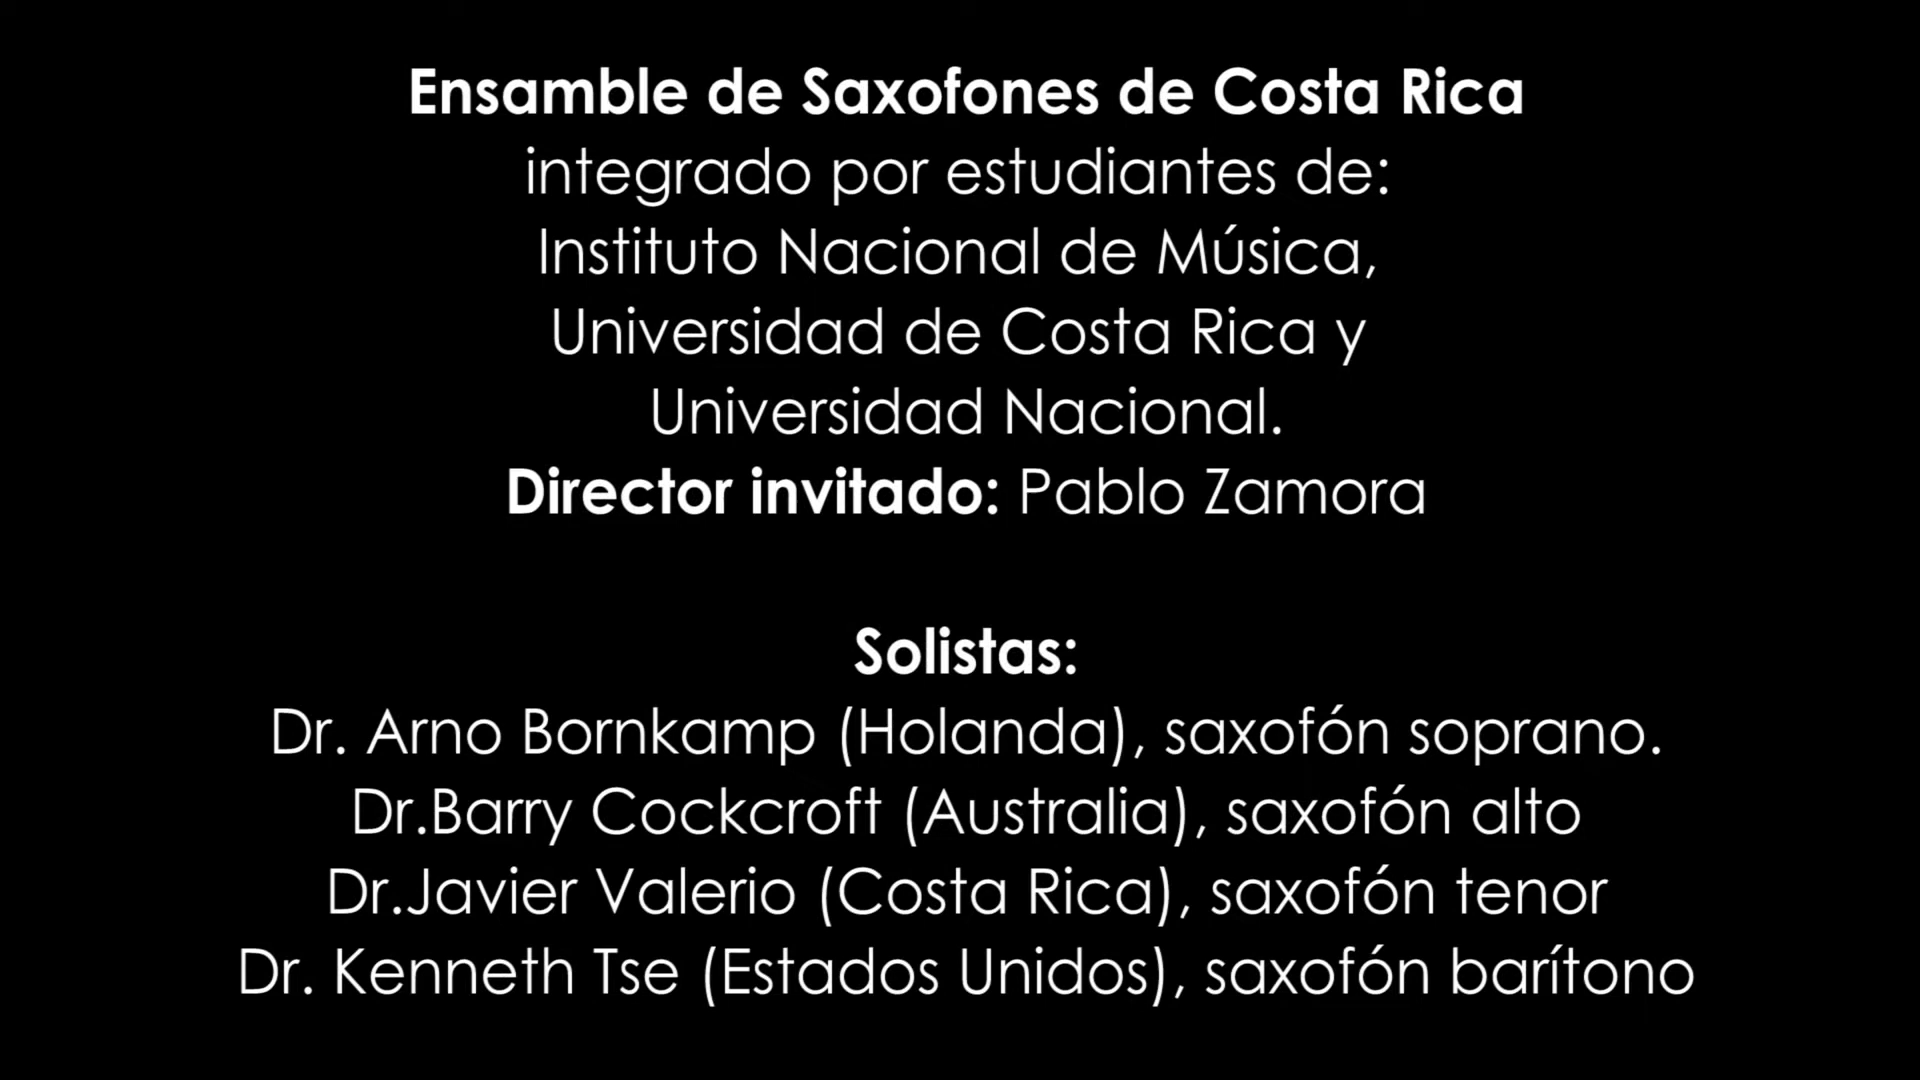 Ensamble de Saxofones de Costa Rica
integrado por estudiantes de:
Instituto Nacional de Música,
Universidad de Costa Rica y
Universidad Nacional.
Director invitado: Pablo Zamora
Solistas:
Dr. Arno Bornkamp (Holanda), saxofón soprano.
Dr.Barry Cockcroft (Australia), saxofón alto
Dr.Javier Valerio (Costa Rica), saxofón tenor
Dr. Kenneth Tse (Estados Unidos), saxofón barítono